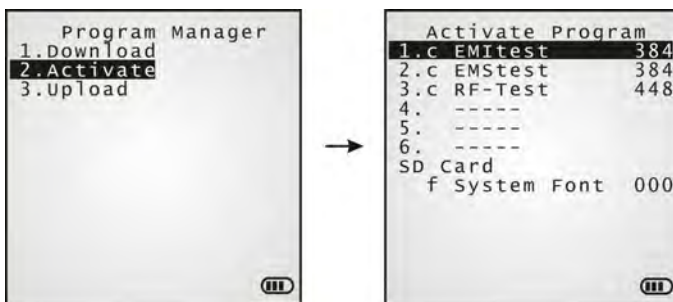 Program Manager
1.Download
2.Activate
3.Upload
Activate Program
1.c EMItest 384
2.c EMStest 384
3.c RF-Test 448
4. -----
5. -----
6. -----
SD Card
f System Font 000